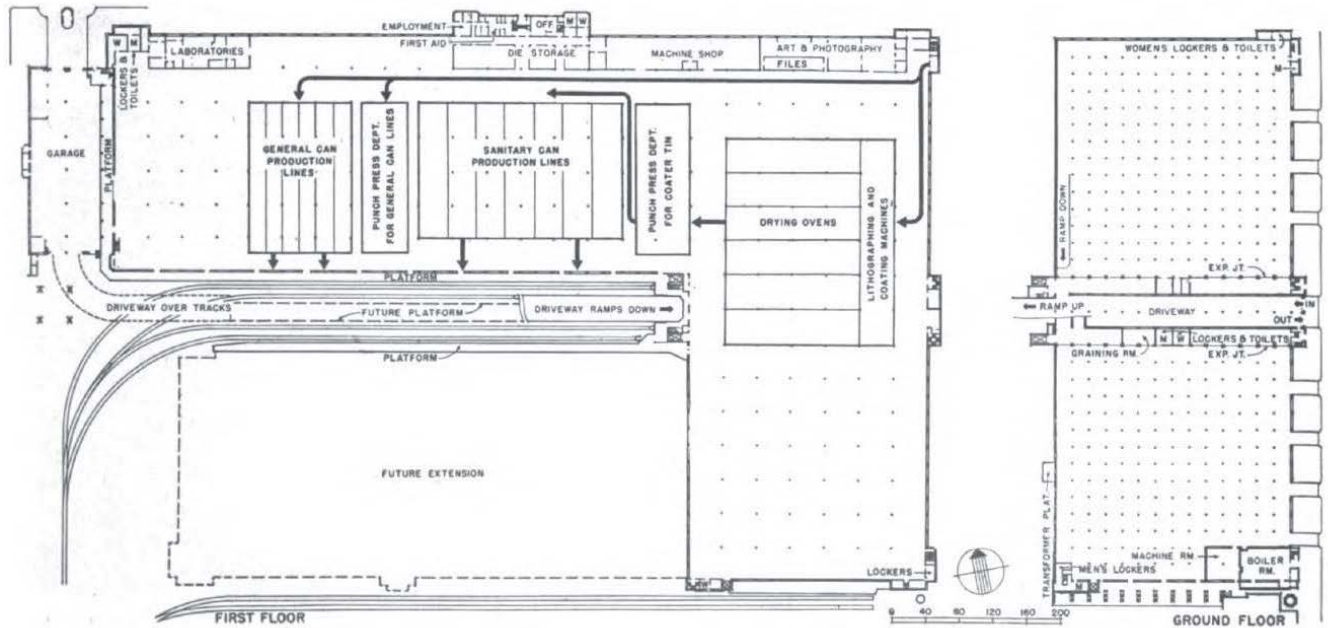 EMPLOYMENT
OFF
M W
FIRST AID
W M
LABORATORIES
DIE STORAGE
MACHINE SHOP
ART & PHOTOGRAPHY
FILES
LOCKERS &
TOILETS
GARAGE
PLATFORM
GENERAL CAN
PRODUCTION
LINES
PUNCH PRESS DEPT.
FOR GENERAL CAN LINES
SANITARY CAN
PRODUCTION LINES
PUNCH PRESS DEPT.
FOR COATER TIN
DRYING OVENS
LITHOGRAPHING AND
COATING MACHINES
PLATFORM
DRIVEWAY OVER TRACKS
FUTURE PLATFORM
DRIVEWAY RAMPS DOWN
PLATFORM
FUTURE EXTENSION
LOCKERS
FIRST FLOOR
0 40 80 120 160 200
WOMEN'S LOCKERS & TOILETS
M
RAMP DOWN
EXP. JT.
RAMP UP
DRIVEWAY
IN
OUT
GRAINING RM.
M W
LOCKERS & TOILETS
EXP. JT.
TRANSFORMER PLAT.
MACHINE RM.
BOILER
RM.
MEN'S LOCKERS
M
GROUND FLOOR